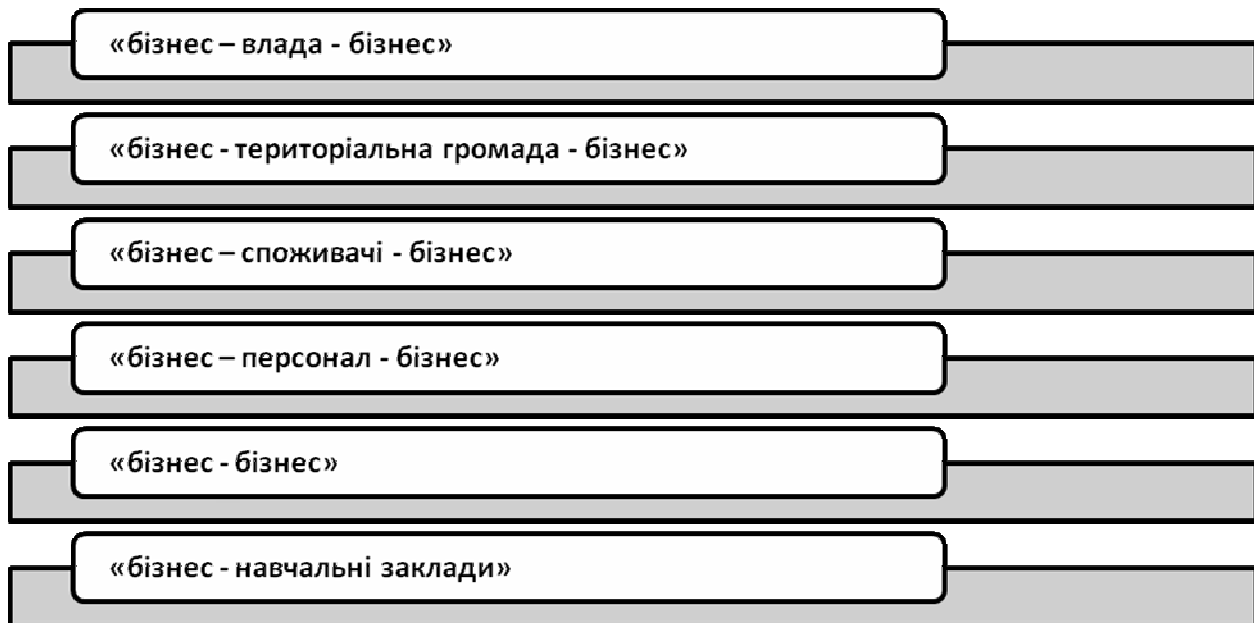 «бізнес – влада - бізнес»
«бізнес - територіальна громада - бізнес»
«бізнес – споживачі - бізнес»
«бізнес – персонал - бізнес»
«бізнес - бізнес»
«бізнес - навчальні заклади»